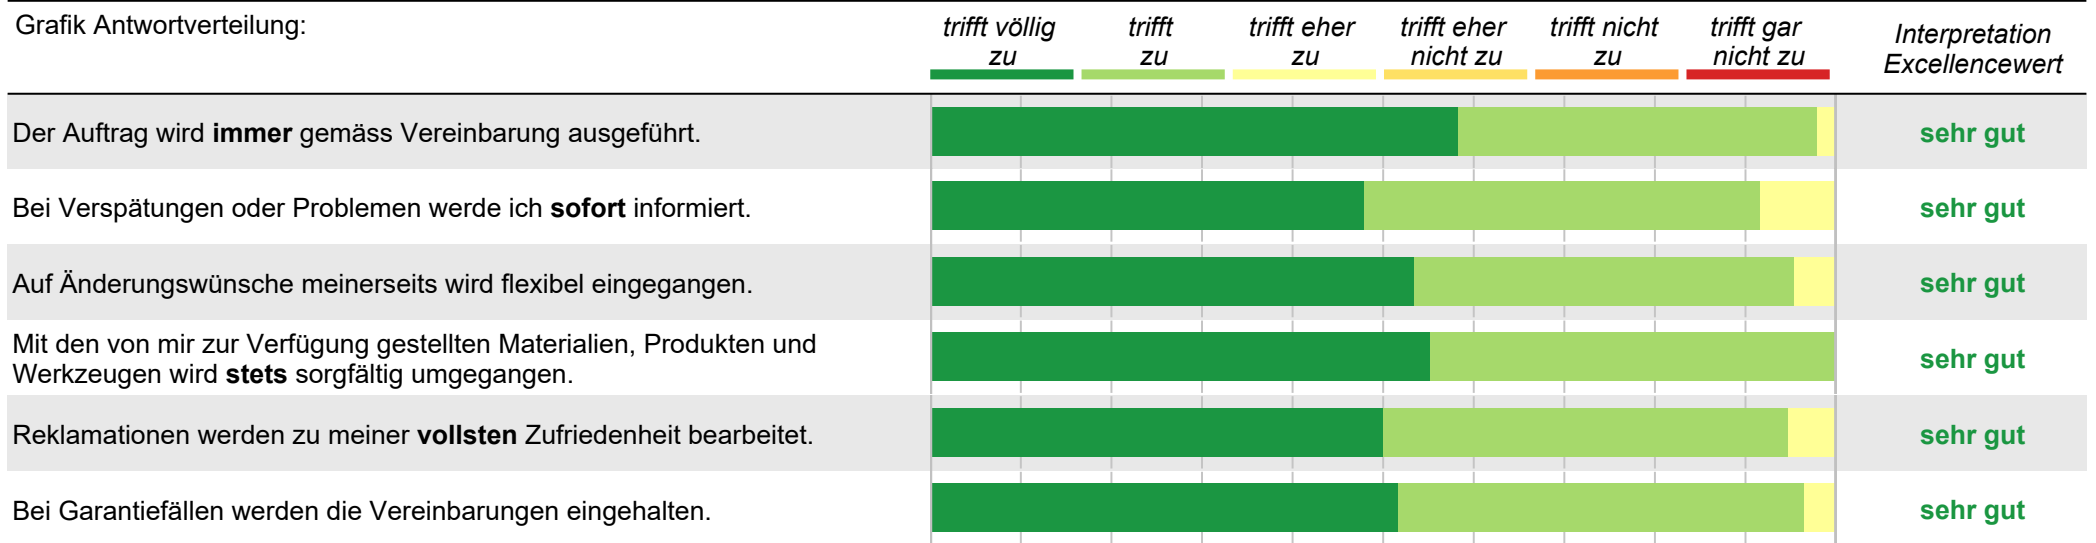 Grafik Antwortverteilung:
trifft völlig zu
trifft zu
trifft eher zu
trifft eher nicht zu
trifft nicht zu
trifft gar nicht zu
Interpretation
Excellencewert
Der Auftrag wird immer gemäss Vereinbarung ausgeführt.
sehr gut
Bei Verspätungen oder Problemen werde ich sofort informiert.
sehr gut
Auf Änderungswünsche meinerseits wird flexibel eingegangen.
sehr gut
Mit den von mir zur Verfügung gestellten Materialien, Produkten und
Werkzeugen wird stets sorgfältig umgegangen.
sehr gut
Reklamationen werden zu meiner vollsten Zufriedenheit bearbeitet.
sehr gut
Bei Garantiefällen werden die Vereinbarungen eingehalten.
sehr gut